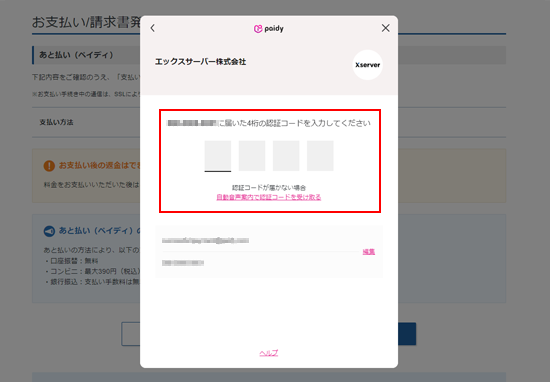 お支払い/請求書発
あと払い（ペイディ）
下記内容をご確認のうえ、「支払い
※お支払い手続き中の通信は、SSLによ
支払い方法
お支払い後の返金はでき
料金をお支払いいただいた後は
あと払い（ペイディ）の
あと払いの方法により、以下の
・口座振替：無料
・コンビニ：最大390円（税込）
・銀行振込：支払い手数料は無
paidy
エックスサーバー株式会社
Xserver
に届いた4桁の認証コードを入力してください
認証コードが届かない場合
自動音声案内で認証コードを受け取る
編集
ヘルプ